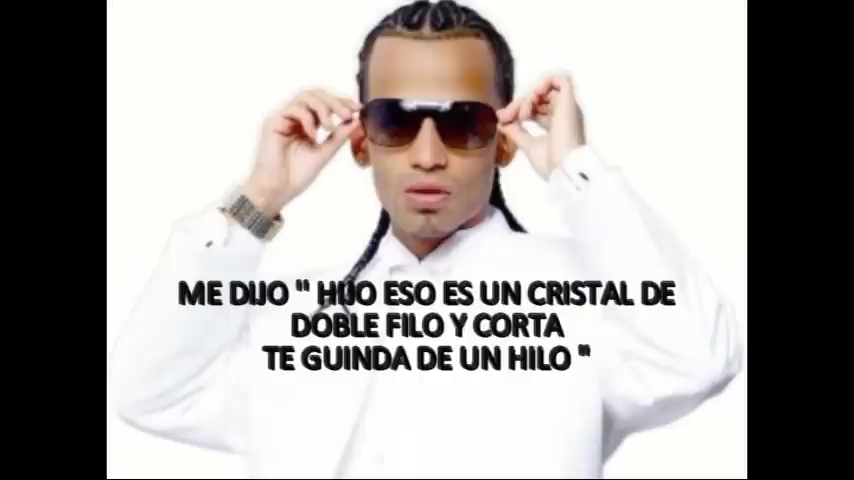 ME DIJO " HIJO ESO ES UN CRISTAL DE
DOBLE FILO Y CORTA
TE GUINDA DE UN HILO "